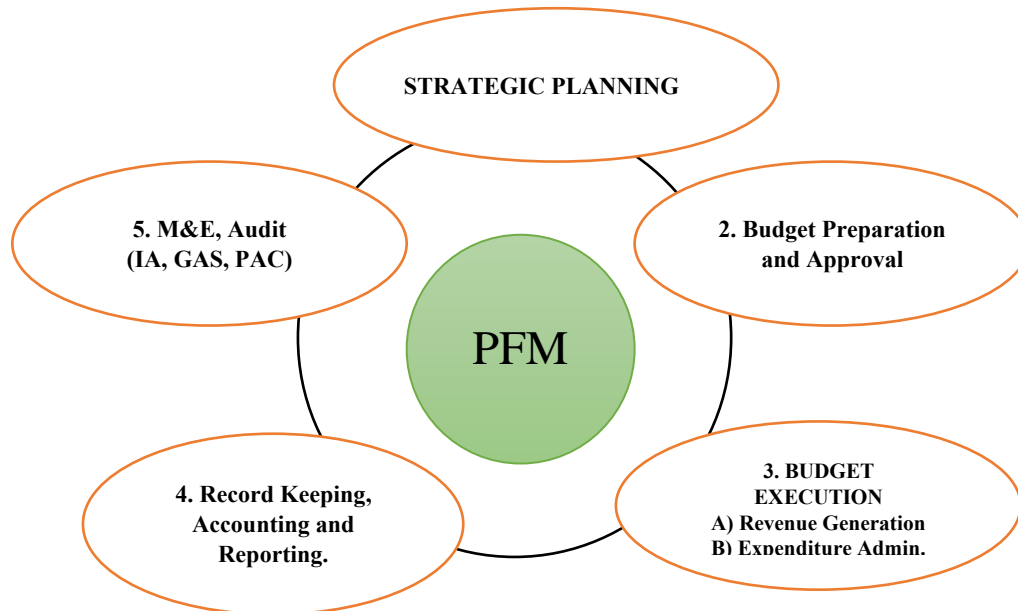 STRATEGIC PLANNING
5. M&E, Audit
(IA, GAS, PAC)
2. Budget Preparation
and Approval
PFM
4. Record Keeping,
Accounting and
Reporting.
3. BUDGET
EXECUTION
A) Revenue Generation
B) Expenditure Admin.